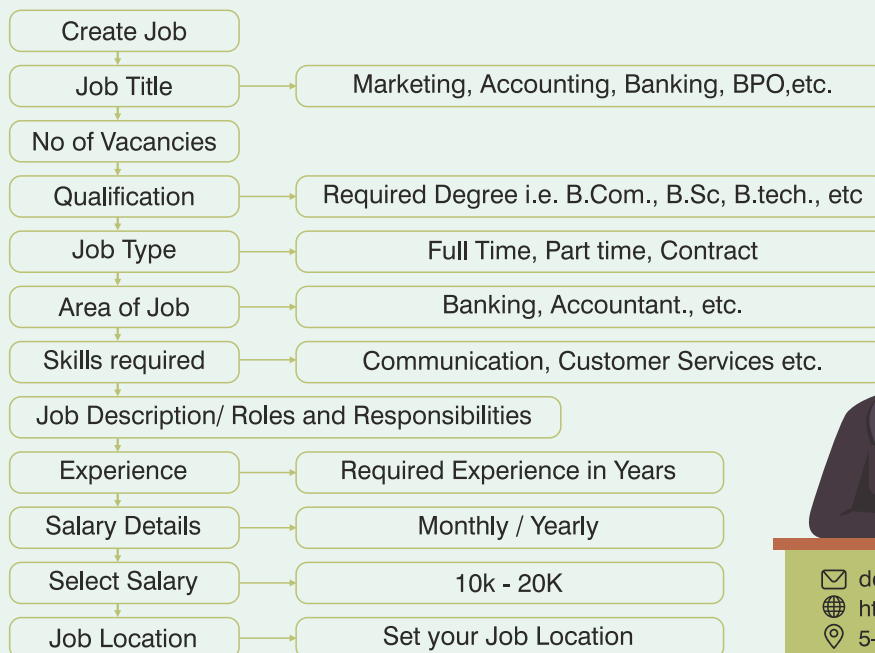 Create Job
Job Title
Marketing, Accounting, Banking, BPO,etc.
No of Vacancies
Qualification
Required Degree i.e. B.Com., B.Sc, B.tech., etc
Job Type
Full Time, Part time, Contract
Area of Job
Banking, Accountant., etc.
Skills required
Communication, Customer Services etc.
Job Description/ Roles and Responsibilities
Experience
Required Experience in Years
Salary Details
Monthly / Yearly
Select Salary
10k - 20K
Job Location
Set your Job Location
5-